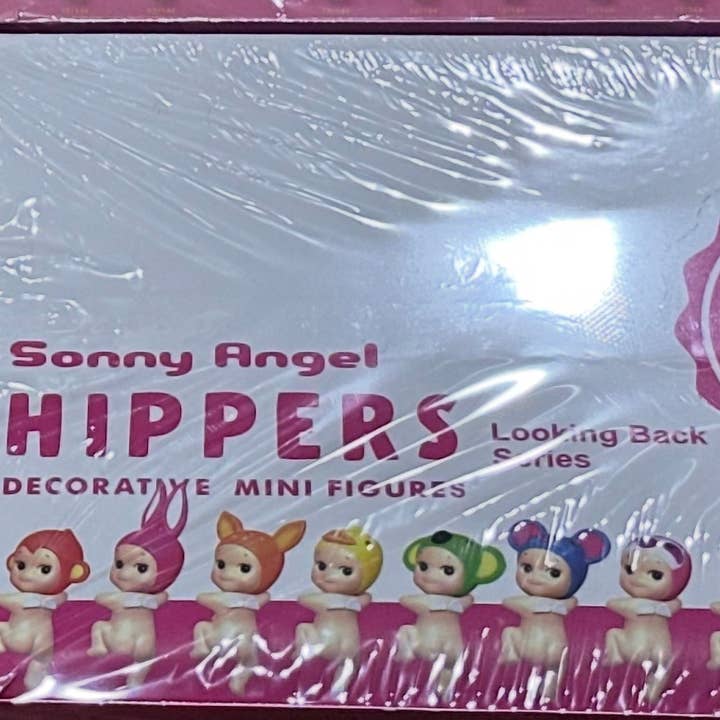 Sonny Angel
HIPPERS
Looking Back
Series
DECORATIVE MINI FIGURES